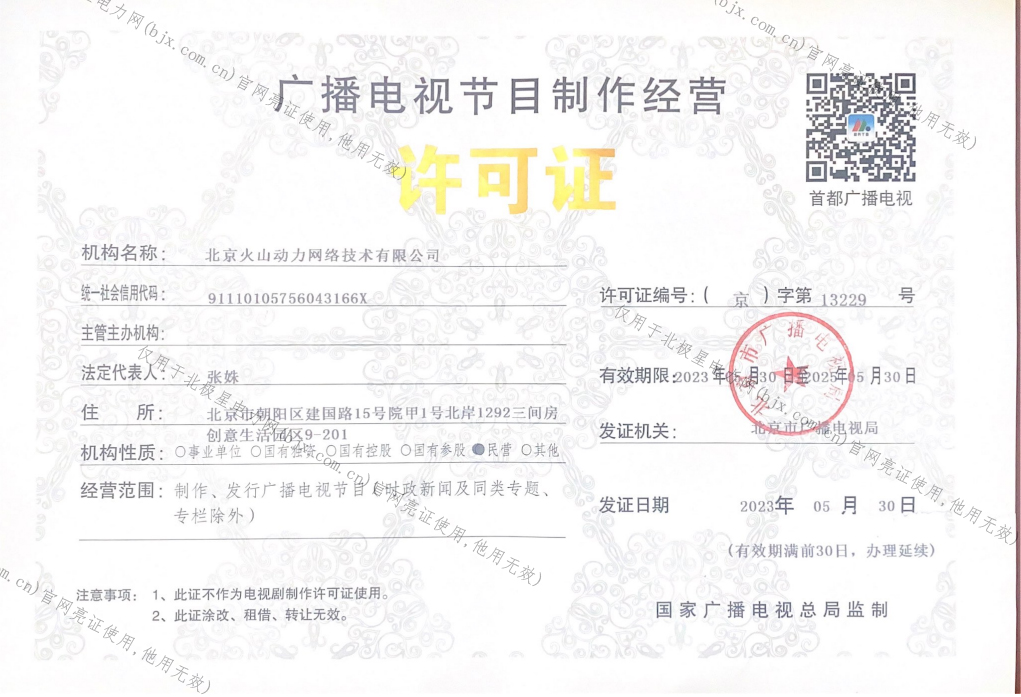 广播电视节目制作经营
许可证
首都广播电视
机构名称： 北京火山动力网络技术有限公司
统一社会信用代码： 91110105756043166X
主管主办机构：
法定代表人： 张姝
住 所： 北京市朝阳区建国路15号院甲1号北岸1292三间房
创意生活园区9-201
机构性质： ○事业单位 ○国有独资 ○国有控股 ○国有参股 ●民营 ○其他
经营范围： 制作、发行广播电视节目（时政新闻及同类专题、
专栏除外）
许可证编号：( 京 ) 字第 13229 号
有效期限：2023 年05 月30 日至2025年05 月30日
发证机关： 北京市广播电视局
发证日期 2023年 05 月 30日
(有效期满前30日，办理延续)
注意事项： 1、此证不作为电视剧制作许可证使用。
2、此证涂改、租借、转让无效。
国家广播电视总局监制
电力网(bjx.com.cn)官网亮证使用,他用无效)
(bjx.com.cn)官网亮证使用,他用无效)
仅用于北极星电力网(bjx.com.cn)官网亮证使用,他用无效)
仅用于北极星电力网(bjx.com.cn)官网亮证使用,他用无效)
m.cn)官网亮证使用,他用无效)